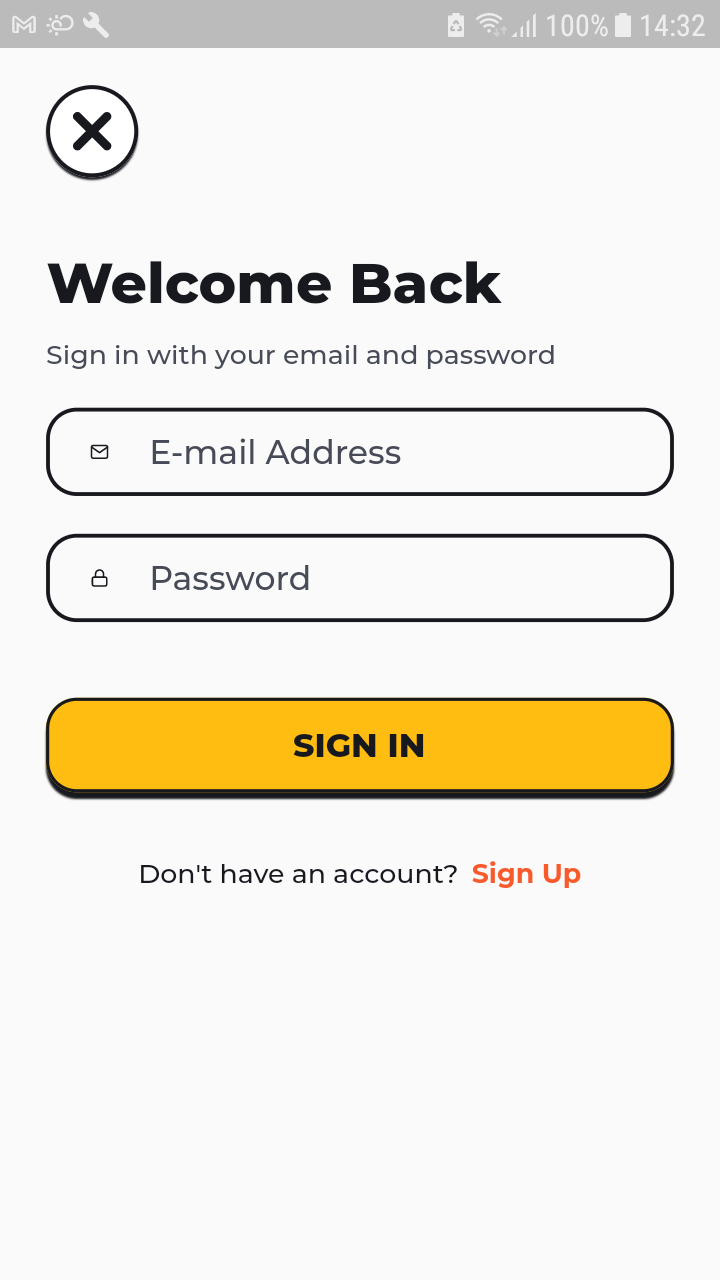 100% 14:32
Welcome Back
Sign in with your email and password
E-mail Address
Password
SIGN IN
Don't have an account? Sign Up